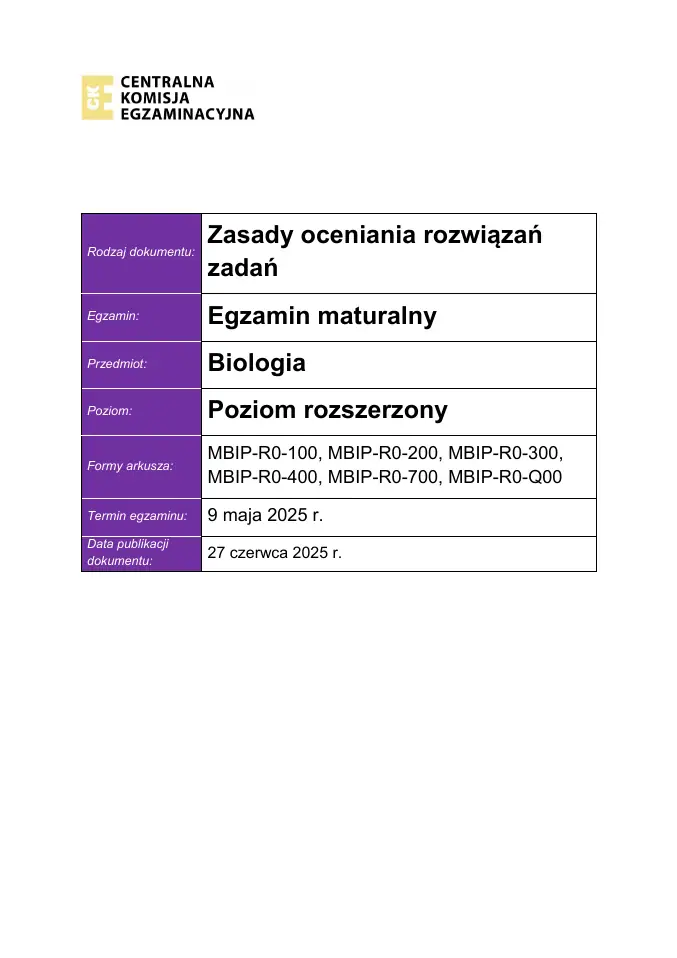 CK
CENTRALNA
KOMISJA
EGZAMINACYJNA
Rodzaj dokumentu:
Zasady oceniania rozwiązań
zadań
Egzamin:
Egzamin maturalny
Przedmiot:
Biologia
Poziom:
Poziom rozszerzony
Formy arkusza:
MBIP-R0-100, MBIP-R0-200, MBIP-R0-300,
MBIP-R0-400, MBIP-R0-700, MBIP-R0-Q00
Termin egzaminu:
9 maja 2025 r.
Data publikacji
dokumentu:
27 czerwca 2025 r.